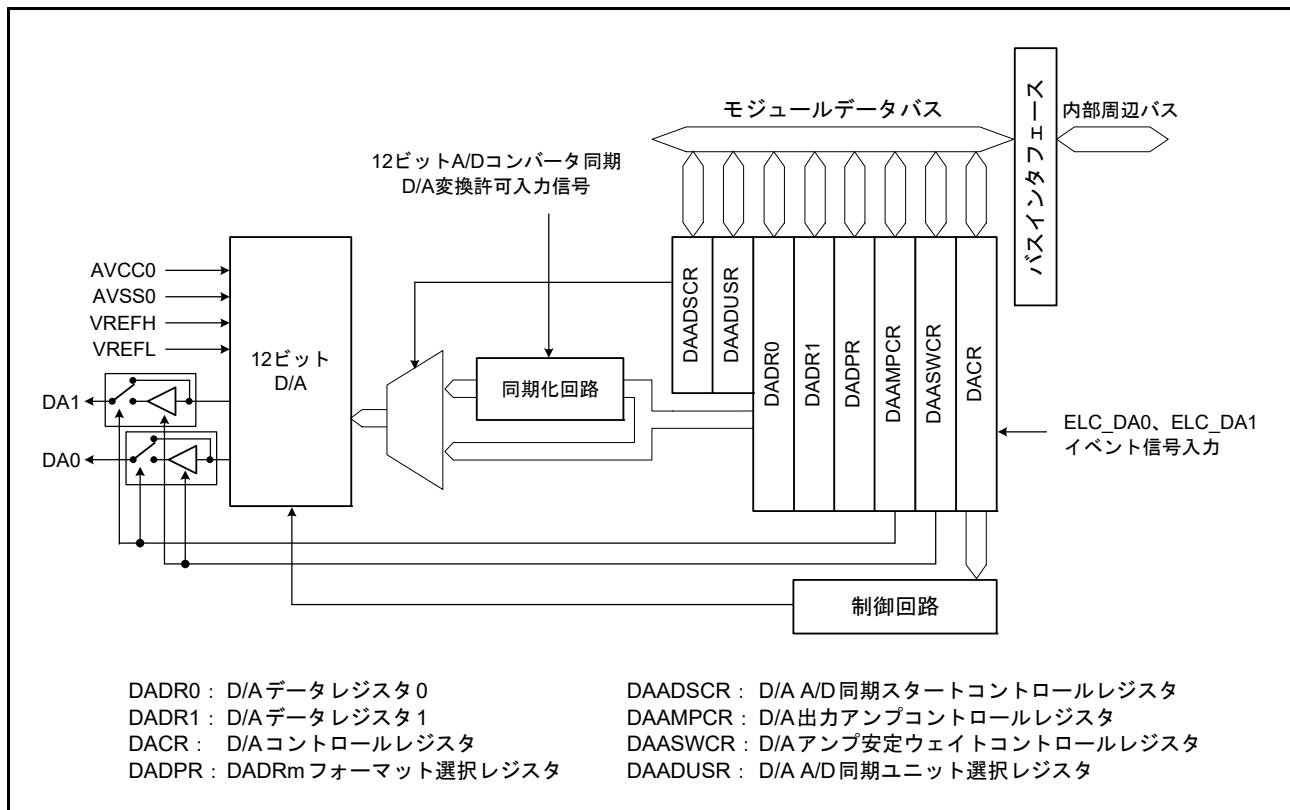 モジュールデータバス
バスインタフェース
内部周辺バス
12ビットA/Dコンバータ同期
D/A変換許可入力信号
AVCC0
AVSS0
VREFH
VREFL
DA1
DA0
12ビット
D/A
同期化回路
DAADSCR
DAADUSR
DADR0
DADR1
DADPR
DAAMPCR
DAASWCR
DACR
ELC_DA0、ELC_DA1
イベント信号入力
制御回路
DADR0： D/Aデータレジスタ0
DADR1： D/Aデータレジスタ1
DACR： D/Aコントロールレジスタ
DADPR： DADRmフォーマット選択レジスタ
DAADSCR： D/A A/D同期スタートコントロールレジスタ
DAAMPCR： D/A出力アンプコントロールレジスタ
DAASWCR： D/Aアンプ安定ウェイトコントロールレジスタ
DAADUSR： D/A A/D同期ユニット選択レジスタ